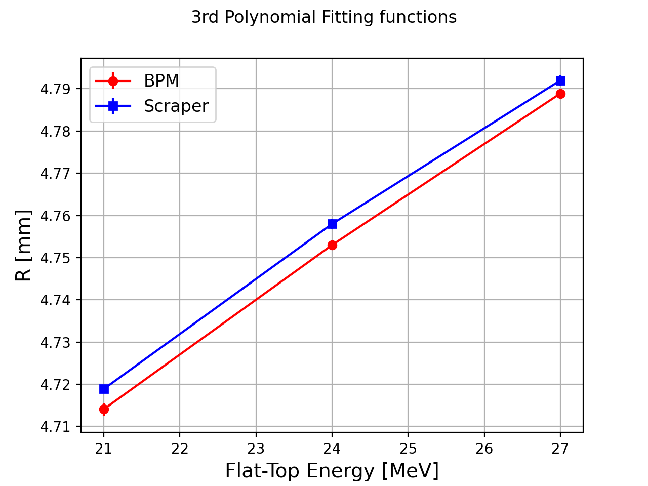 3rd Polynomial Fitting functions
BPM
Scraper
4.79
4.78
4.77
4.76
4.75
4.74
4.73
4.72
4.71
R [mm]
21 22 23 24 25 26 27
Flat-Top Energy [MeV]